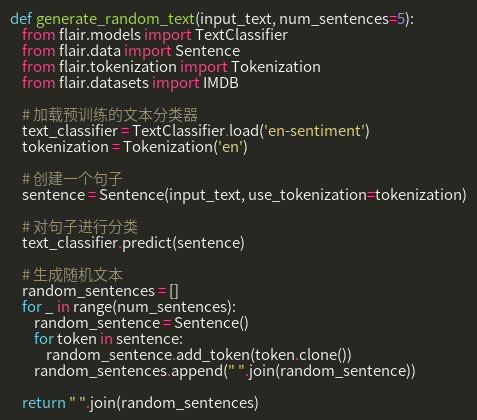 def generate_random_text(input_text, num_sentences=5):
from flair.models import TextClassifier
from flair.data import Sentence
from flair.tokenization import Tokenization
from flair.datasets import IMDB
# 加载预训练的文本分类器
text_classifier = TextClassifier.load('en-sentiment')
tokenization = Tokenization('en')
# 创建一个句子
sentence = Sentence(input_text, use_tokenization=tokenization)
# 对句子进行分类
text_classifier.predict(sentence)
# 生成随机文本
random_sentences = []
for _ in range(num_sentences):
random_sentence = Sentence()
for token in sentence:
random_sentence.add_token(token.clone())
random_sentences.append(" ".join(random_sentence))
return " ".join(random_sentences)